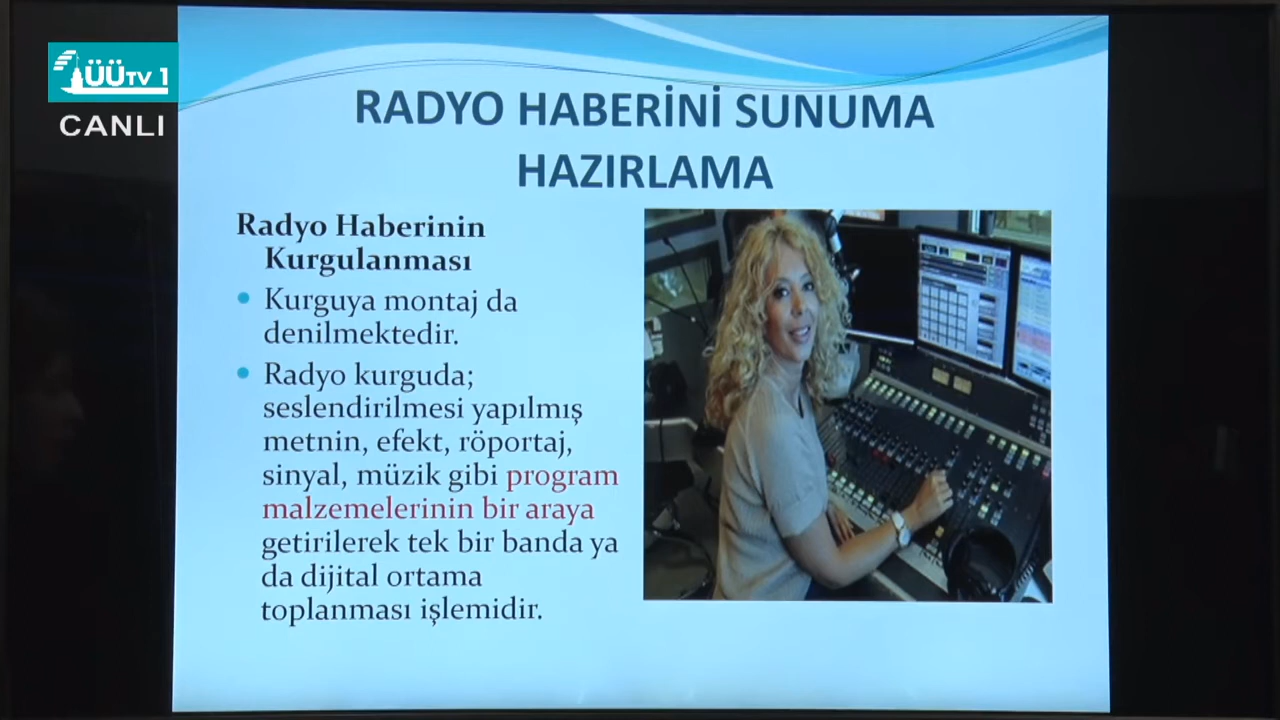 ÜÜTV 1
CANLI
RADYO HABERİNİ SUNUMA
HAZIRLAMA
Radyo Haberinin
Kurgulanması
Kurguya montaj da
denilmektedir.
Radyo kurguda;
seslendirilmesi yapılmış
metnin, efekt, röportaj,
sinyal, müzik gibi program
malzemelerinin bir araya
getirilerek tek bir banda ya
da dijital ortama
toplanması işlemidir.